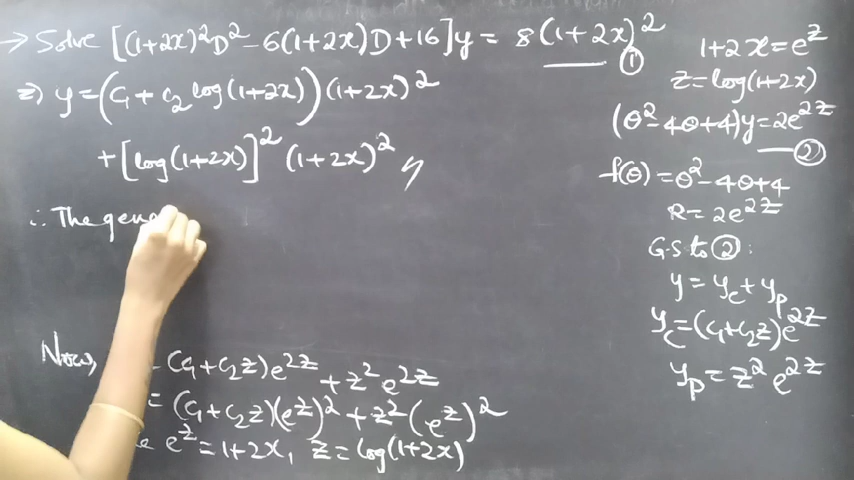 → Solve [(1+2x)²D² - 6(1+2x)D + 16]y = 8(1+2x)² ①
⇒ y = (c₁ + c₂ log(1+2x))(1+2x)²
+ [log(1+2x)]² (1+2x)² //
∴ The gene
Now, (c₁+c₂z)e^{2z} + z² e^{2z}
= (c₁+c₂z)(e^z)² + z²(e^z)²
e^z = 1+2x, z = log(1+2x)
1+2x = e^z
z = log(1+2x)
(θ² - 4θ + 4)y = 2e^{2z} ②
f(θ) = θ² - 4θ + 4
R = 2e^{2z}
G.S to ② :
y = y_c + y_p
y_c = (c₁+c₂z)e^{2z}
y_p = z² e^{2z}